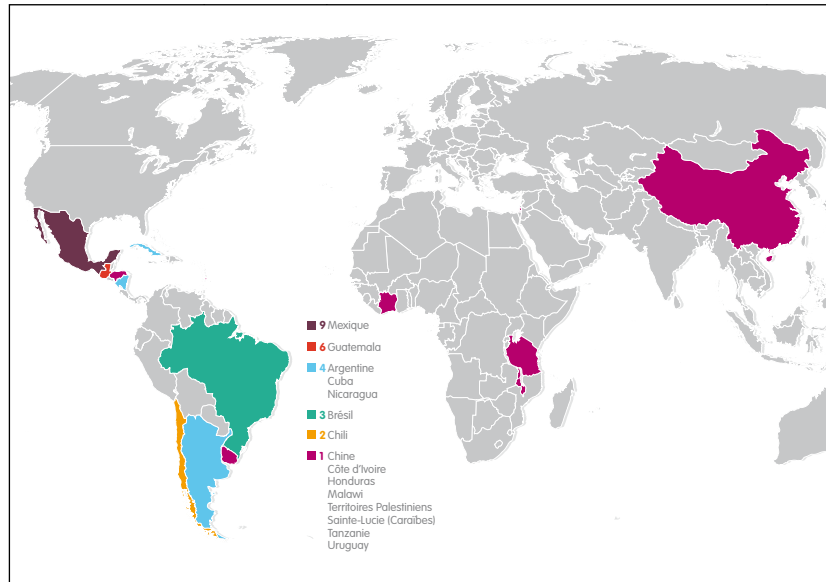 9 Mexique
6 Guatemala
4 Argentine
Cuba
Nicaragua
3 Brésil
2 Chili
1 Chine
Côte d'Ivoire
Honduras
Malawi
Territoires Palestiniens
Sainte-Lucie (Caraïbes)
Tanzanie
Uruguay